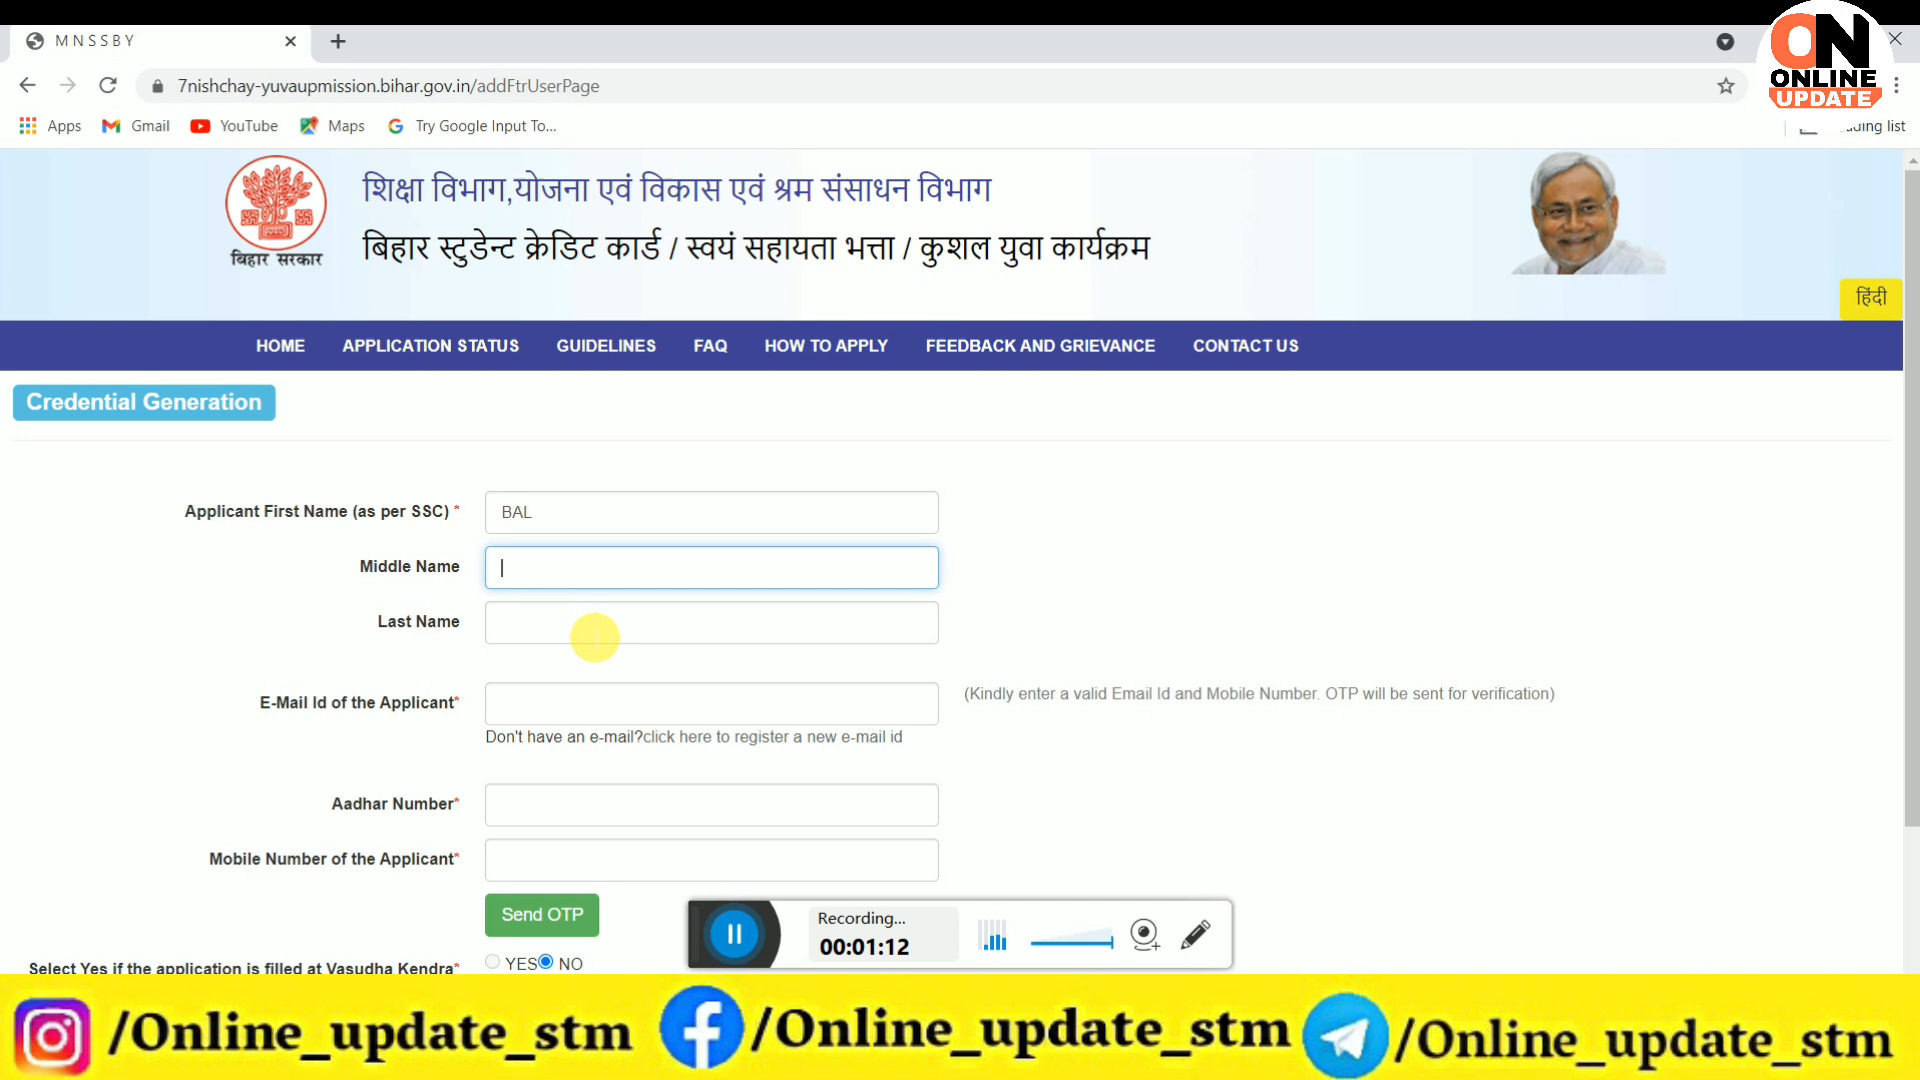 M N S S B Y
ON
ONLINE
UPDATE
7nishchay-yuvaupmission.bihar.gov.in/addFtrUserPage
Apps Gmail YouTube Maps Try Google Input To...
ding list
शिक्षा विभाग,योजना एवं विकास एवं श्रम संसाधन विभाग
बिहार स्टुडेन्ट क्रेडिट कार्ड / स्वयं सहायता भत्ता / कुशल युवा कार्यक्रम
बिहार सरकार
हिंदी
HOME APPLICATION STATUS GUIDELINES FAQ HOW TO APPLY FEEDBACK AND GRIEVANCE CONTACT US
Credential Generation
Applicant First Name (as per SSC) * BAL
Middle Name
Last Name
E-Mail Id of the Applicant* (Kindly enter a valid Email Id and Mobile Number. OTP will be sent for verification)
Don't have an e-mail?click here to register a new e-mail id
Aadhar Number*
Mobile Number of the Applicant*
Send OTP
Recording...
00:01:12
Select Yes if the application is filled at Vasudha Kendra* YES NO
/Online_update_stm /Online_update_stm /Online_update_stm